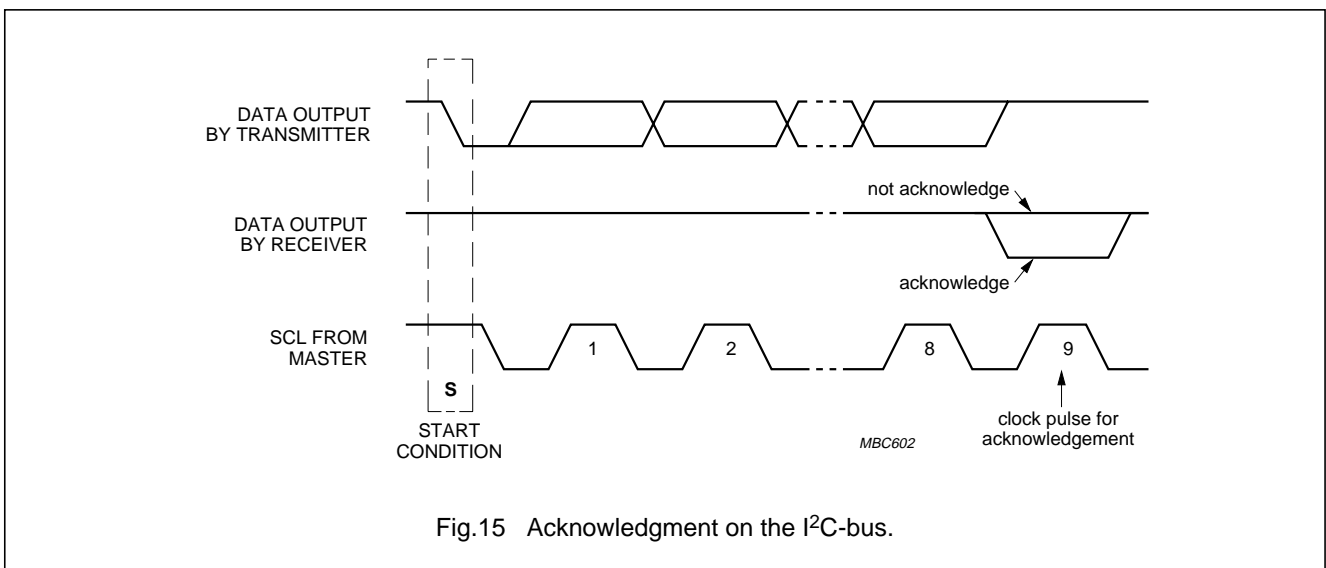 DATA OUTPUT
BY TRANSMITTER
not acknowledge
DATA OUTPUT
BY RECEIVER
acknowledge
SCL FROM
MASTER
1
2
8
9
S
START
CONDITION
clock pulse for
acknowledgement
MBC602
Fig.15 Acknowledgment on the I²C-bus.